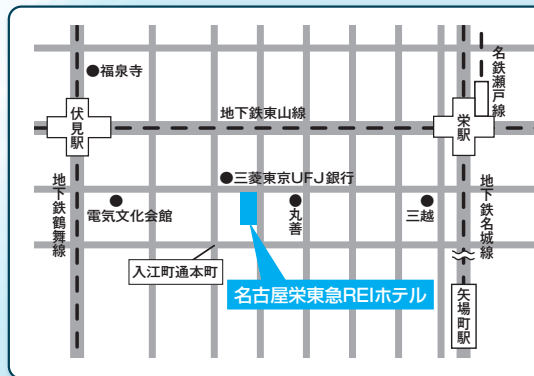 福泉寺
名鉄瀬戸線
伏見駅
地下鉄東山線
栄駅
三菱東京UFJ銀行
地下鉄鶴舞線
電気文化会館
丸善
三越
地下鉄名城線
入江町通本町
名古屋栄東急REIホテル
矢場町駅